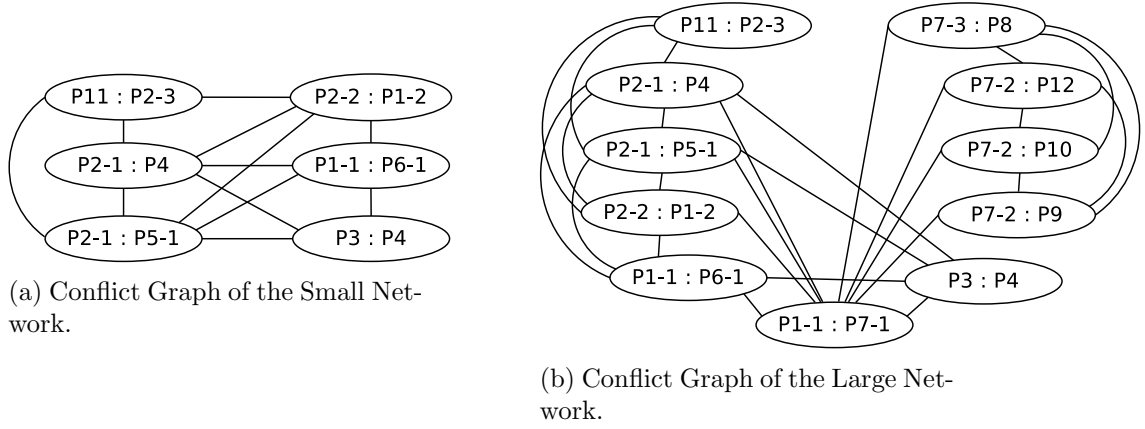 P11 : P2-3
P2-2 : P1-2
P2-1 : P4
P1-1 : P6-1
P2-1 : P5-1
P3 : P4
(a) Conflict Graph of the Small Net-
work.
P11 : P2-3
P7-3 : P8
P2-1 : P4
P7-2 : P12
P2-1 : P5-1
P7-2 : P10
P2-2 : P1-2
P7-2 : P9
P1-1 : P6-1
P3 : P4
P1-1 : P7-1
(b) Conflict Graph of the Large Net-
work.